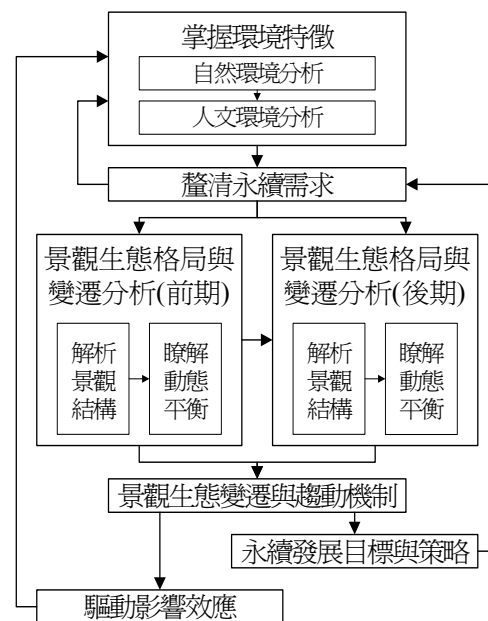 掌握環境特徵
自然環境分析
人文環境分析
釐清永續需求
景觀生態格局與
變遷分析(前期)
解析
景觀
結構
瞭解
動態
平衡
景觀生態格局與
變遷分析(後期)
解析
景觀
結構
瞭解
動態
平衡
景觀生態變遷與趨動機制
永續發展目標與策略
驅動影響效應